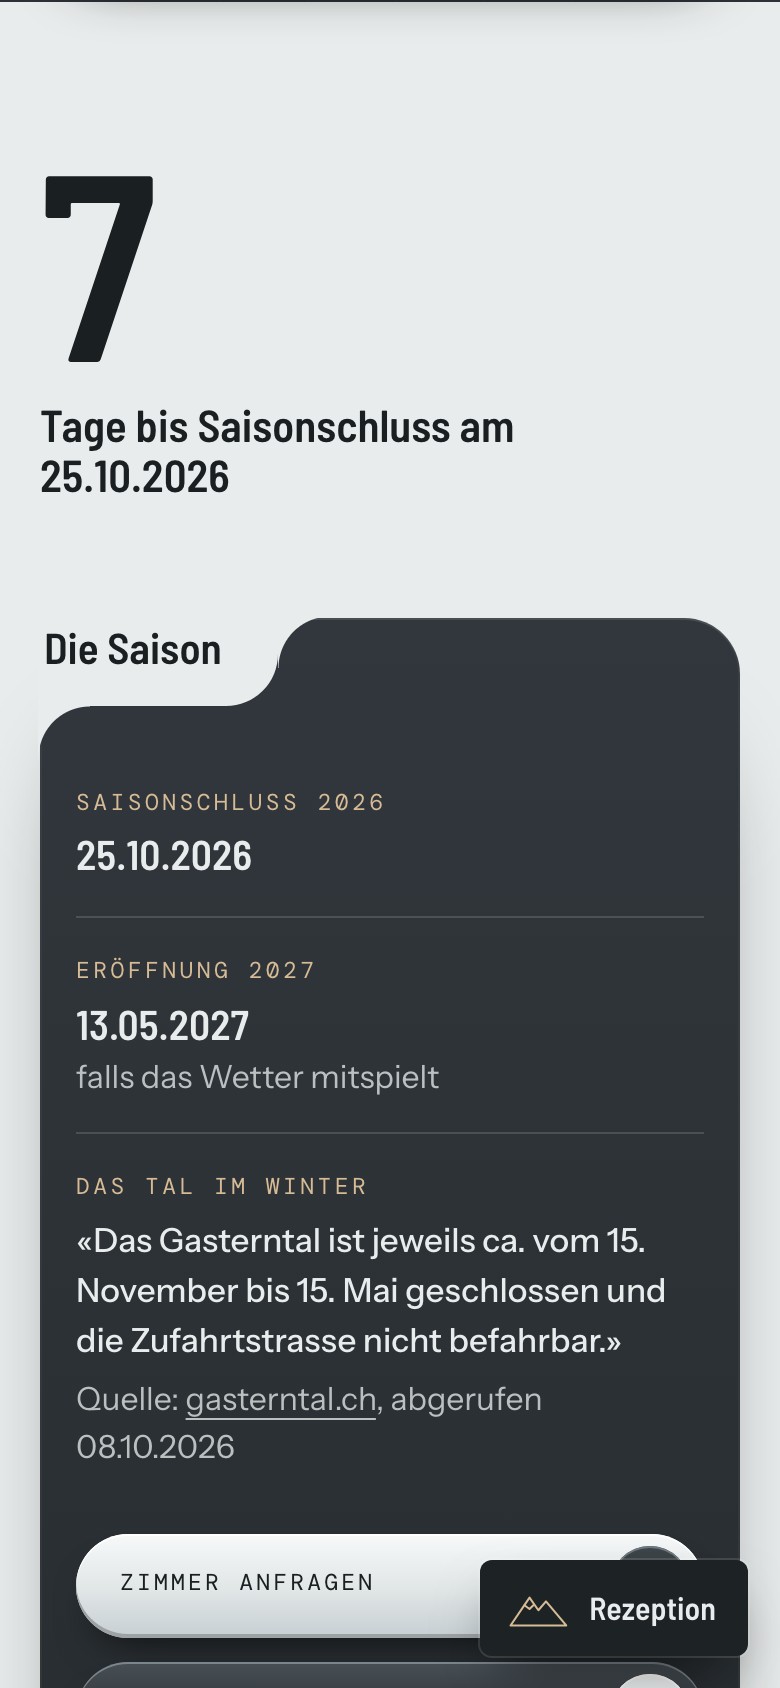 7
Tage bis Saisonschluss am
25.10.2026
Die Saison
SAISONSCHLUSS 2026
25.10.2026
ERÖFFNUNG 2027
13.05.2027
falls das Wetter mitspielt
DAS TAL IM WINTER
«Das Gasterntal ist jeweils ca. vom 15.
November bis 15. Mai geschlossen und
die Zufahrtstrasse nicht befahrbar.»
Quelle: gasterntal.ch, abgerufen
08.10.2026
ZIMMER ANFRAGEN
Rezeption